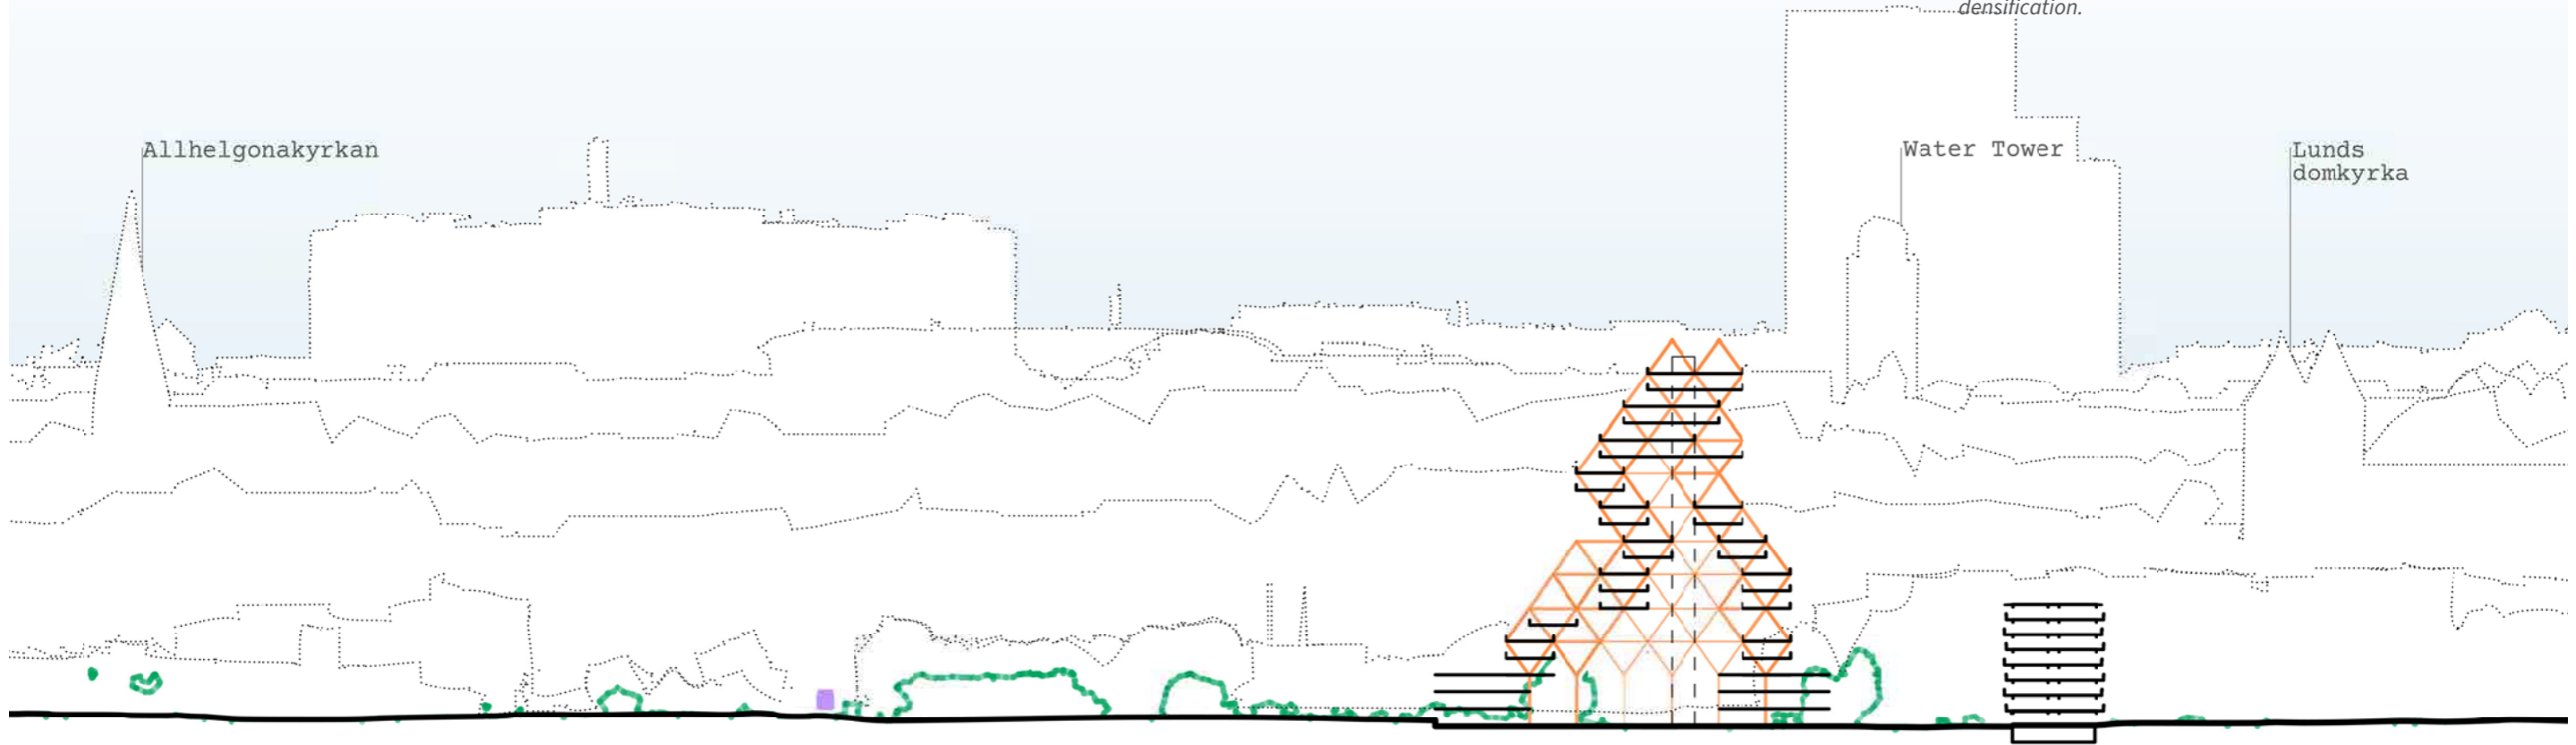 densification.
Allhelgonakyrkan
Water Tower
Lunds
domkyrka